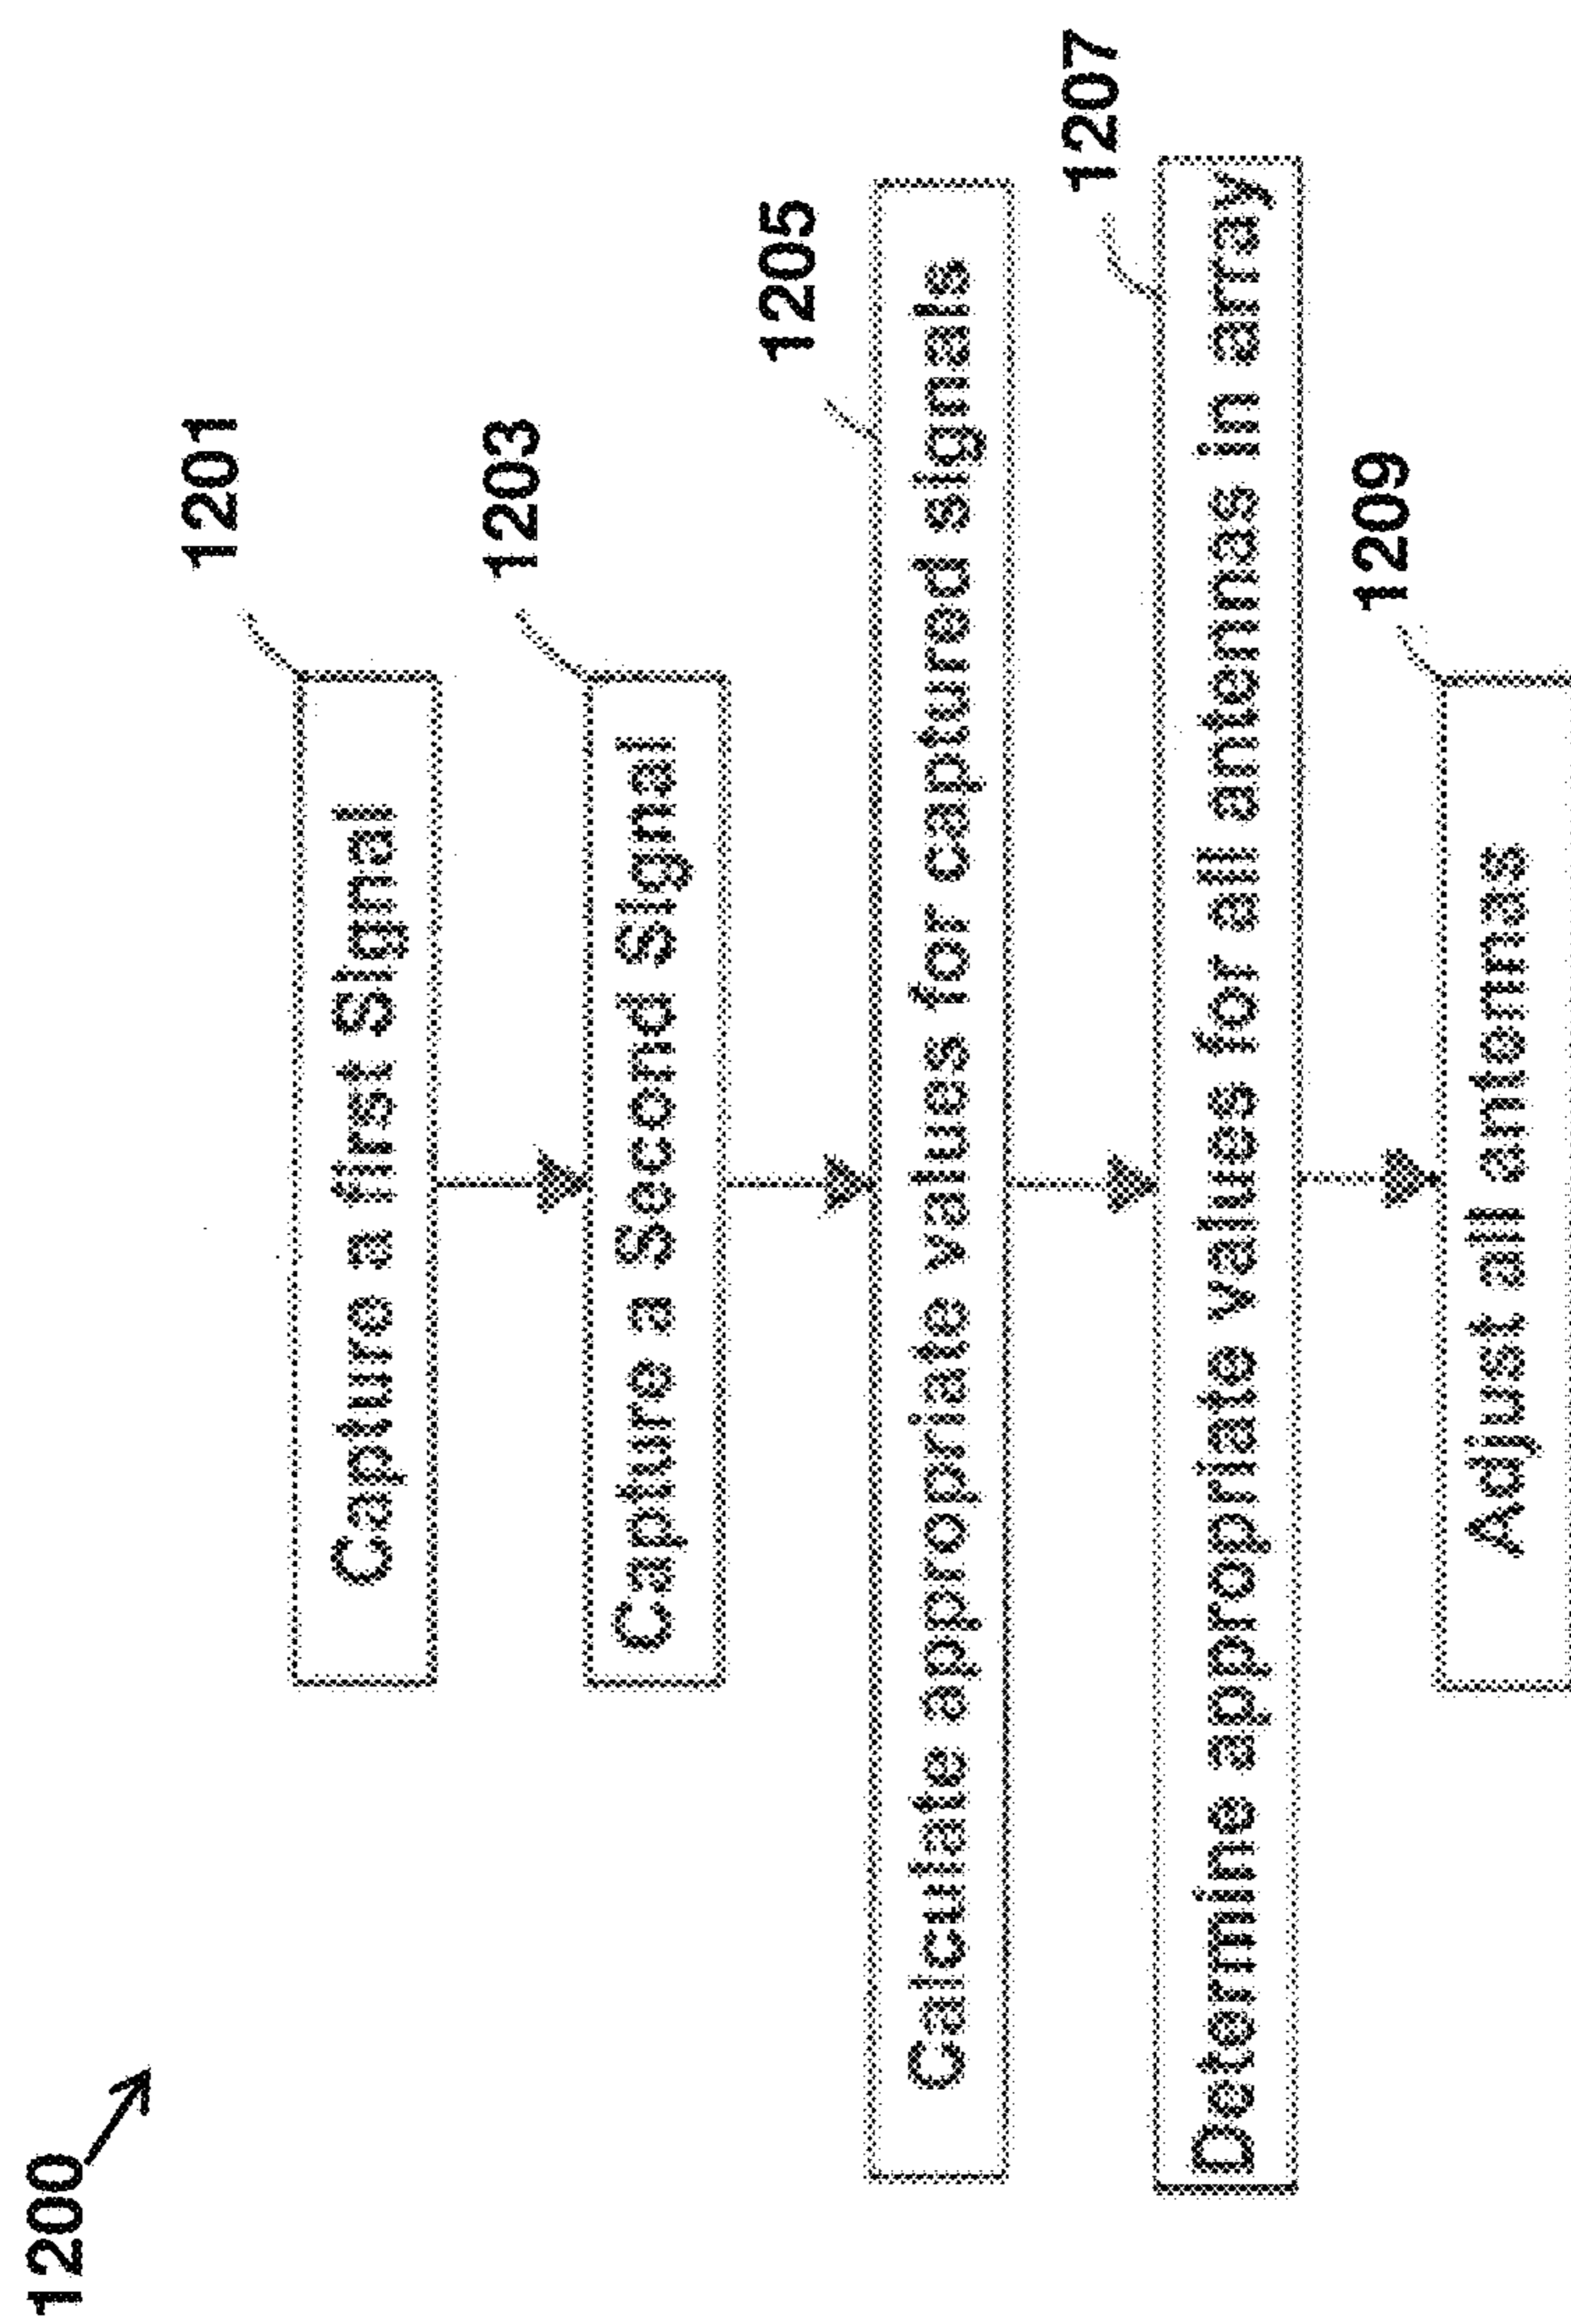 1200
1201
Capture a first Signal
1203
Capture a Second Signal
1205
Calculate appropriate values for captured signals
1207
Determine appropriate values for all antennas in array
1209
Adjust all antennas